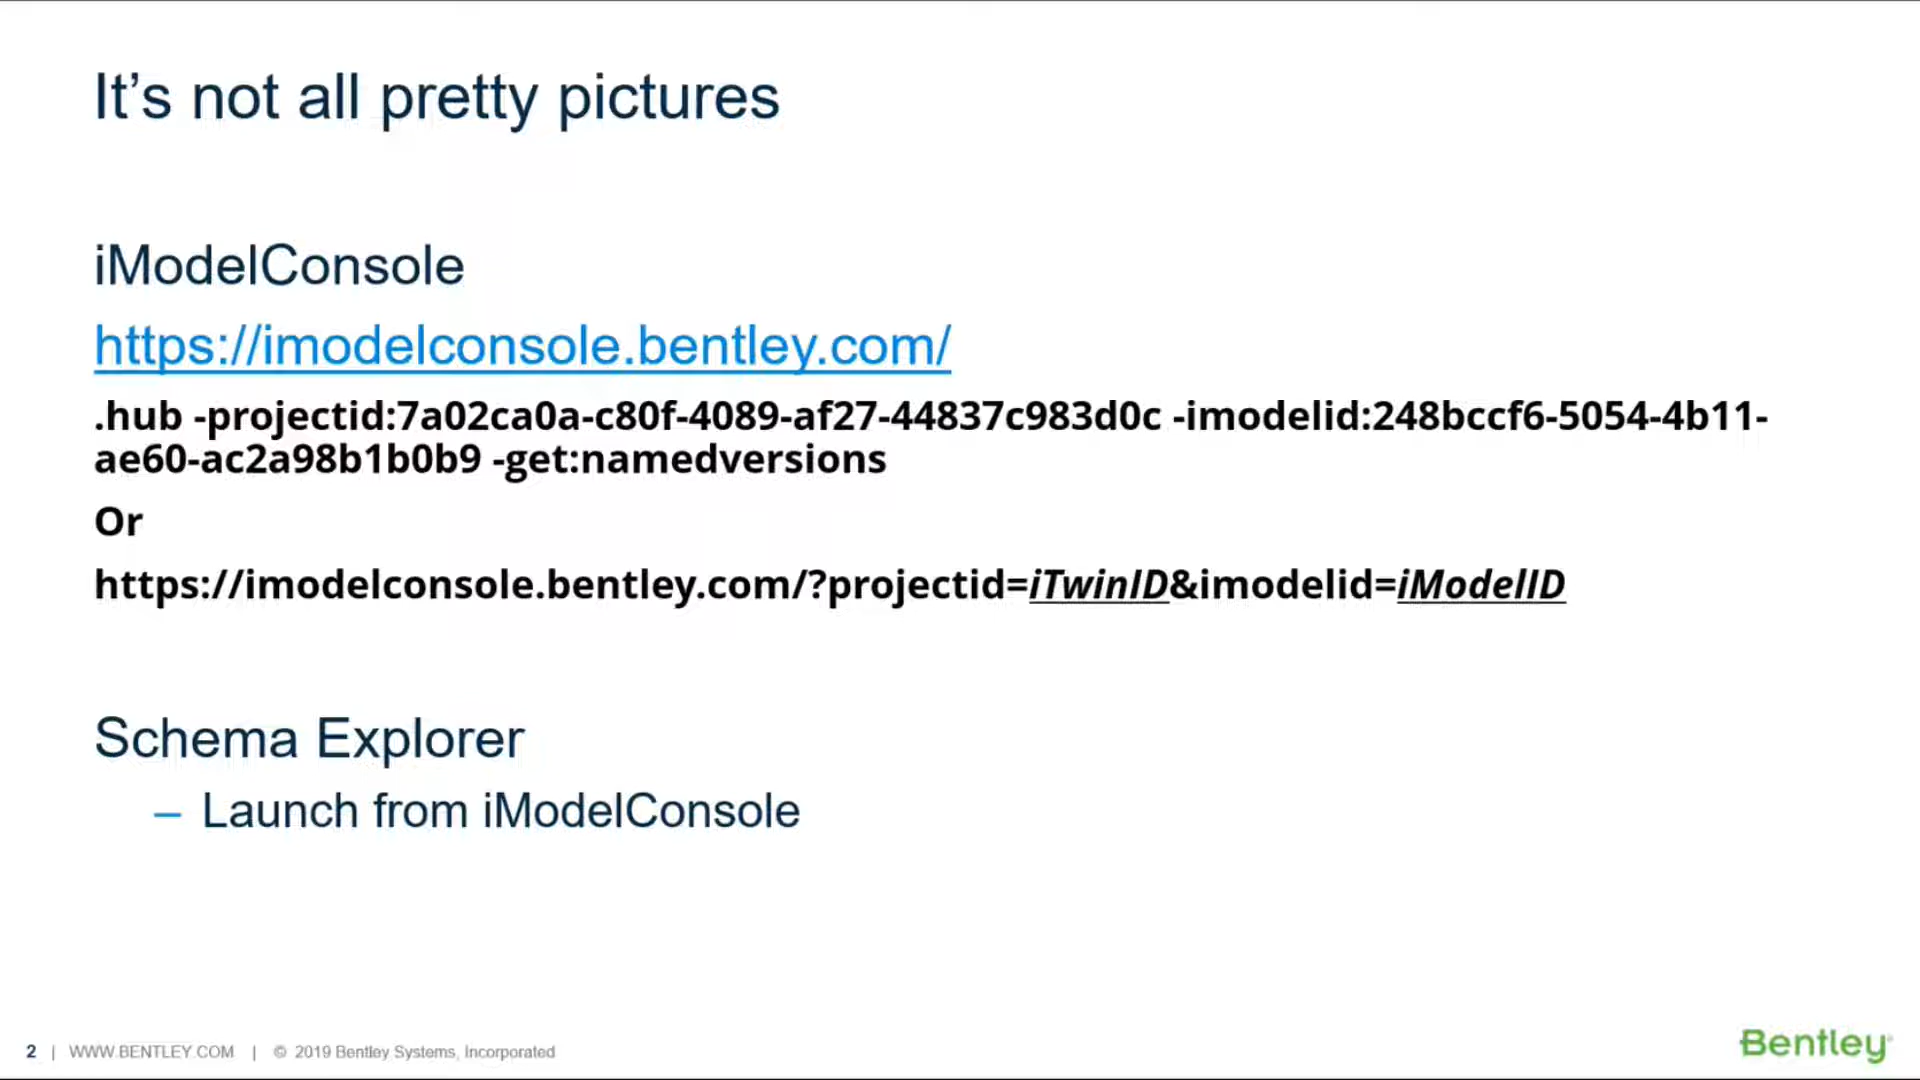 It’s not all pretty pictures
iModelConsole
https://imodelconsole.bentley.com/
.hub -projectid:7a02ca0a-c80f-4089-af27-44837c983d0c -imodelid:248bccf6-5054-4b11-
ae60-ac2a98b1b0b9 -get:namedversions
Or
https://imodelconsole.bentley.com/?projectid=iTwinID&imodelid=iModelID
Schema Explorer
– Launch from iModelConsole
2 | WWW.BENTLEY.COM | © 2019 Bentley Systems, Incorporated
Bentley